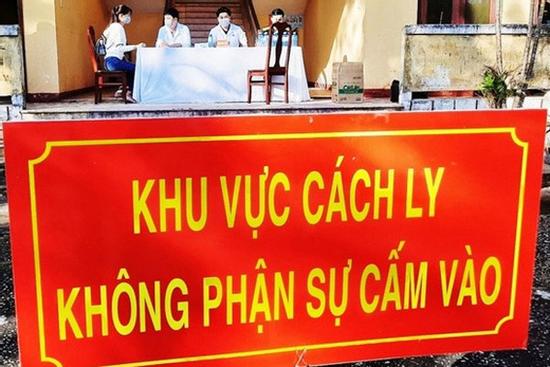 KHU VỰC CÁCH LY
KHÔNG PHẬN SỰ CẤM VÀO